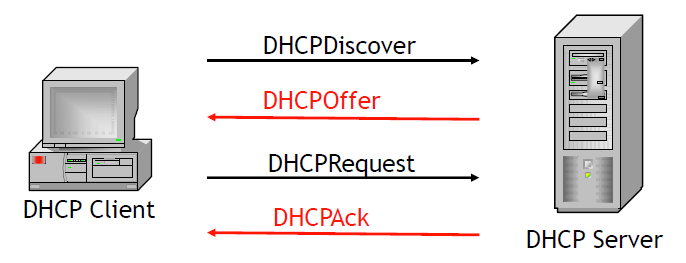 DHCPDiscover
DHCPOffer
DHCPRequest
DHCPAck
DHCP Client
DHCP Server